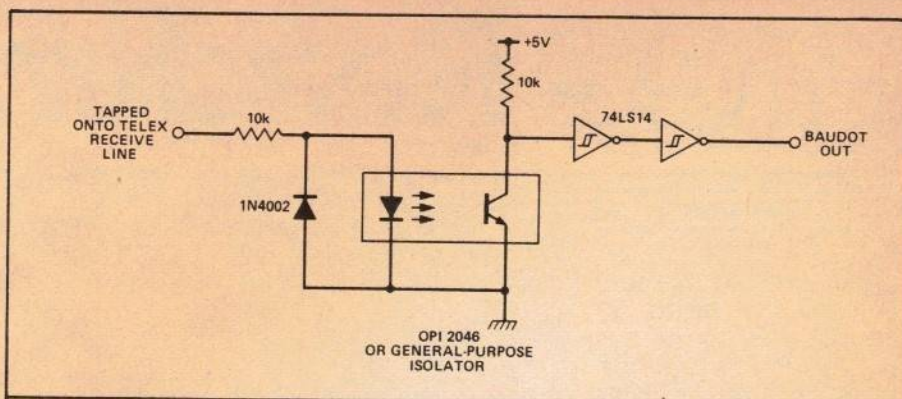 +5V
10k
TAPPED
ONTO TELEX
RECEIVE
LINE
10k
74LS14
BAUDOT
OUT
1N4002
OPI 2046
OR GENERAL-PURPOSE
ISOLATOR